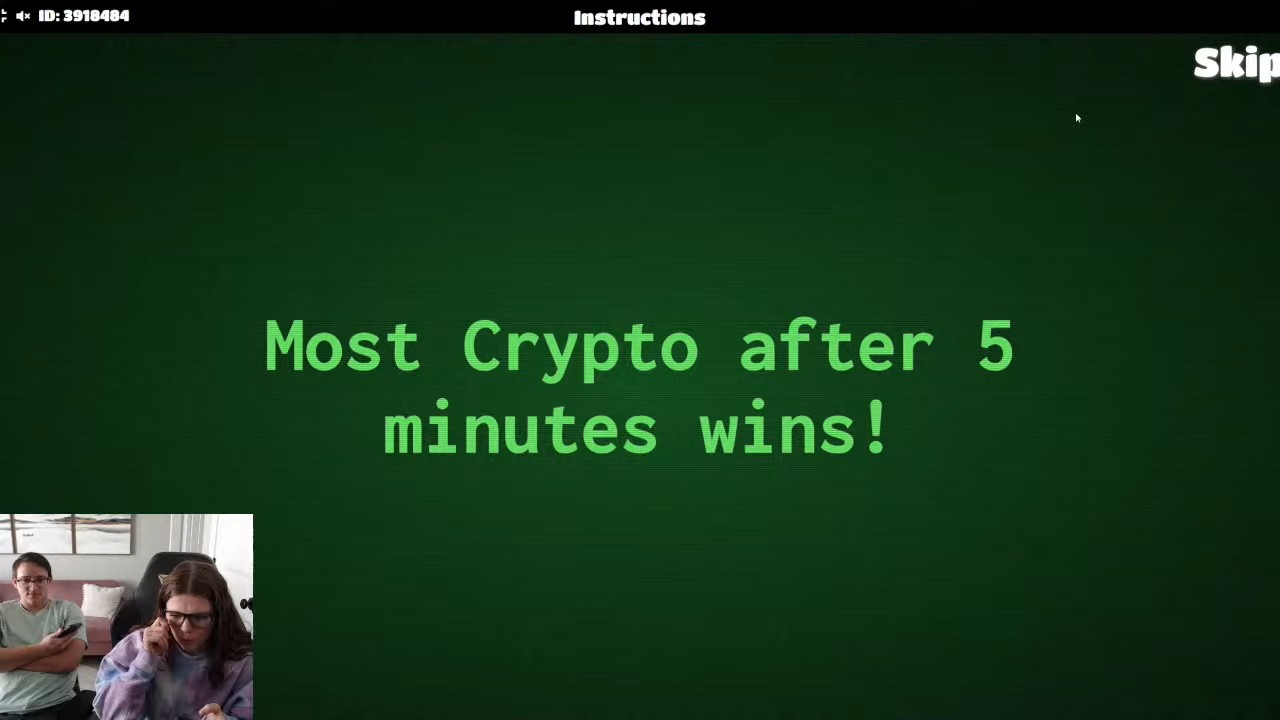 ID: 3918484
Instructions
Skip
Most Crypto after 5
minutes wins!